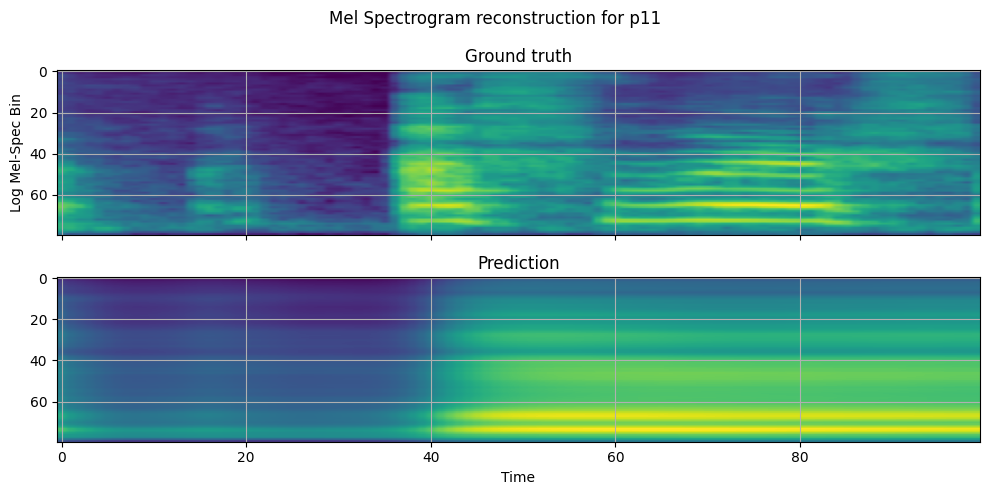 Mel Spectrogram reconstruction for p11
Ground truth
0
20
40
60
Log Mel-Spec Bin
Prediction
0
20
40
60
0 20 40 60 80
Time